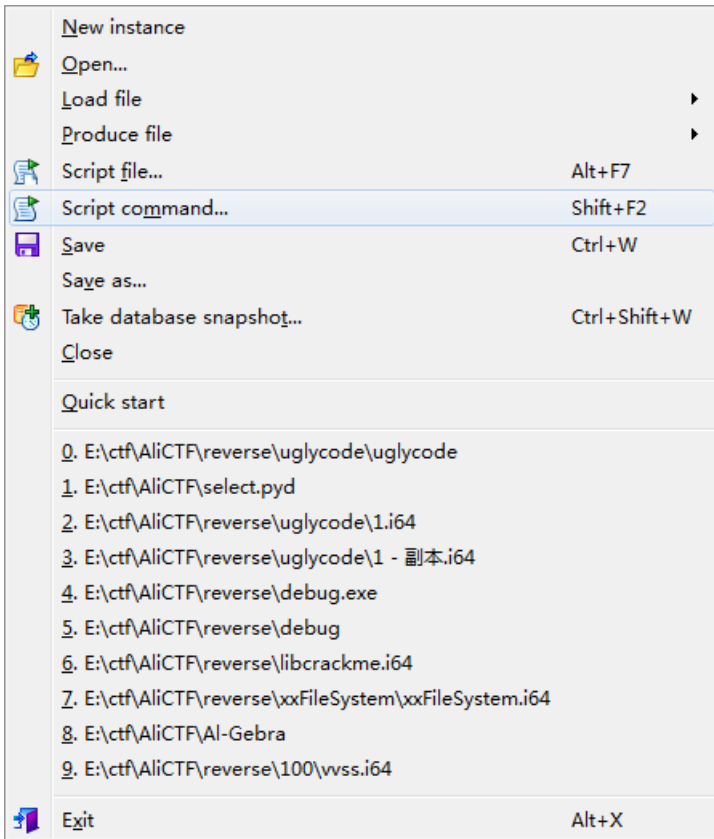 New instance
Open...
Load file
Produce file
Script file... Alt+F7
Script command... Shift+F2
Save Ctrl+W
Save as...
Take database snapshot... Ctrl+Shift+W
Close
Quick start
0. E:\ctf\AliCTF\reverse\uglycode\uglycode
1. E:\ctf\AliCTF\select.pyd
2. E:\ctf\AliCTF\reverse\uglycode\1.i64
3. E:\ctf\AliCTF\reverse\uglycode\1 - 副本.i64
4. E:\ctf\AliCTF\reverse\debug.exe
5. E:\ctf\AliCTF\reverse\debug
6. E:\ctf\AliCTF\reverse\libcrackme.i64
7. E:\ctf\AliCTF\reverse\xxFileSystem\xxFileSystem.i64
8. E:\ctf\AliCTF\Al-Gebra
9. E:\ctf\AliCTF\reverse\100\vvss.i64
Exit Alt+X